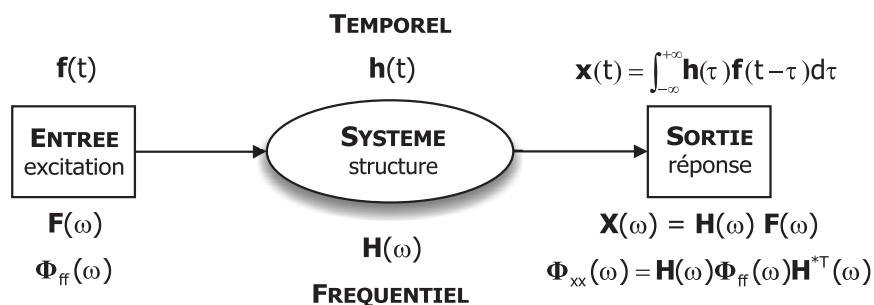 TEMPOREL
f(t)
h(t)
x(t) = ∫_{-∞}^{+∞} h(τ)f(t−τ)dτ
ENTREE
excitation
SYSTEME
structure
SORTIE
réponse
F(ω)
Φ_ff(ω)
H(ω)
X(ω) = H(ω) F(ω)
Φ_xx(ω) = H(ω)Φ_ff(ω)H^{*T}(ω)
FREQUENTIEL